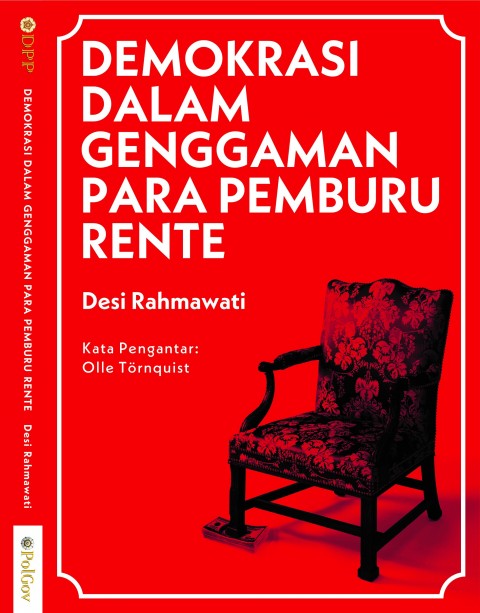 DPP
DEMOKRASI DALAM GENGGAMAN PARA PEMBURU RENTE
Desi Rahmawati
PolGov
DEMOKRASI
DALAM
GENGGAMAN
PARA PEMBURU
RENTE
Desi Rahmawati
Kata Pengantar:
Olle Törnquist